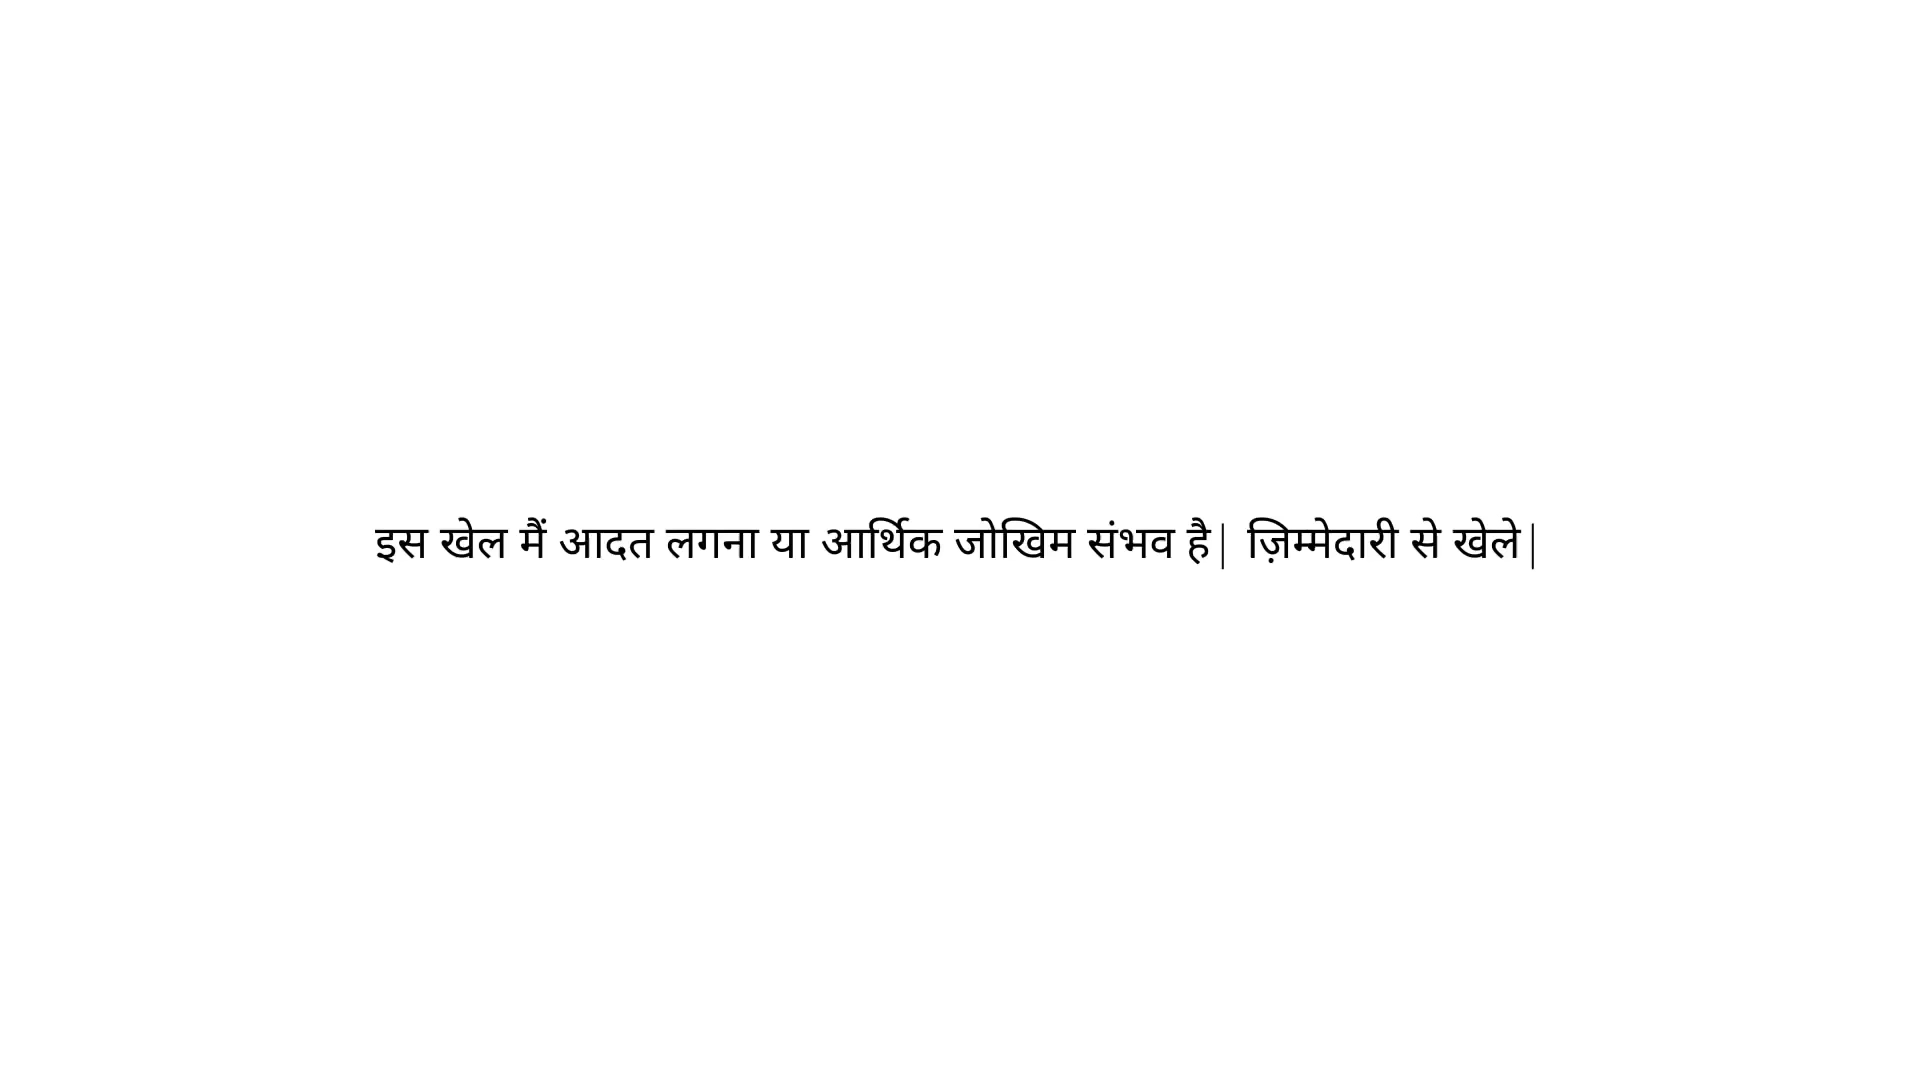 इस खेल मैं आदत लगना या आर्थिक जोखिम संभव है| ज़िम्मेदारी से खेले|